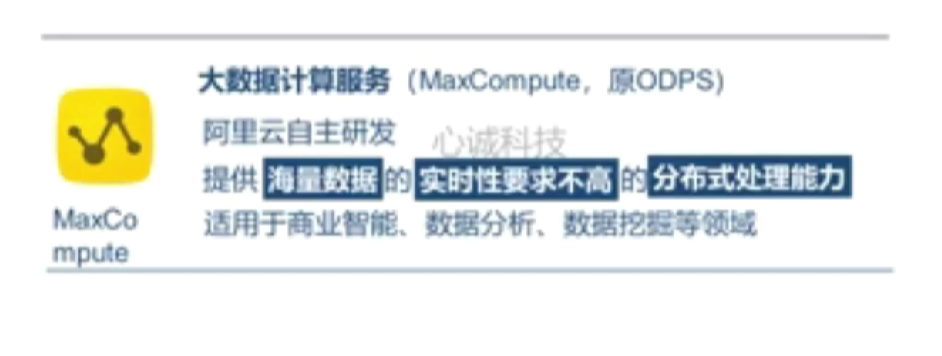 大数据计算服务（MaxCompute，原ODPS)
阿里云自主研发
心诚科技
提供 海量数据 的 实时性要求不高 的 分布式处理能力
适用于商业智能、数据分析、数据挖掘等领域
MaxCo
mpute